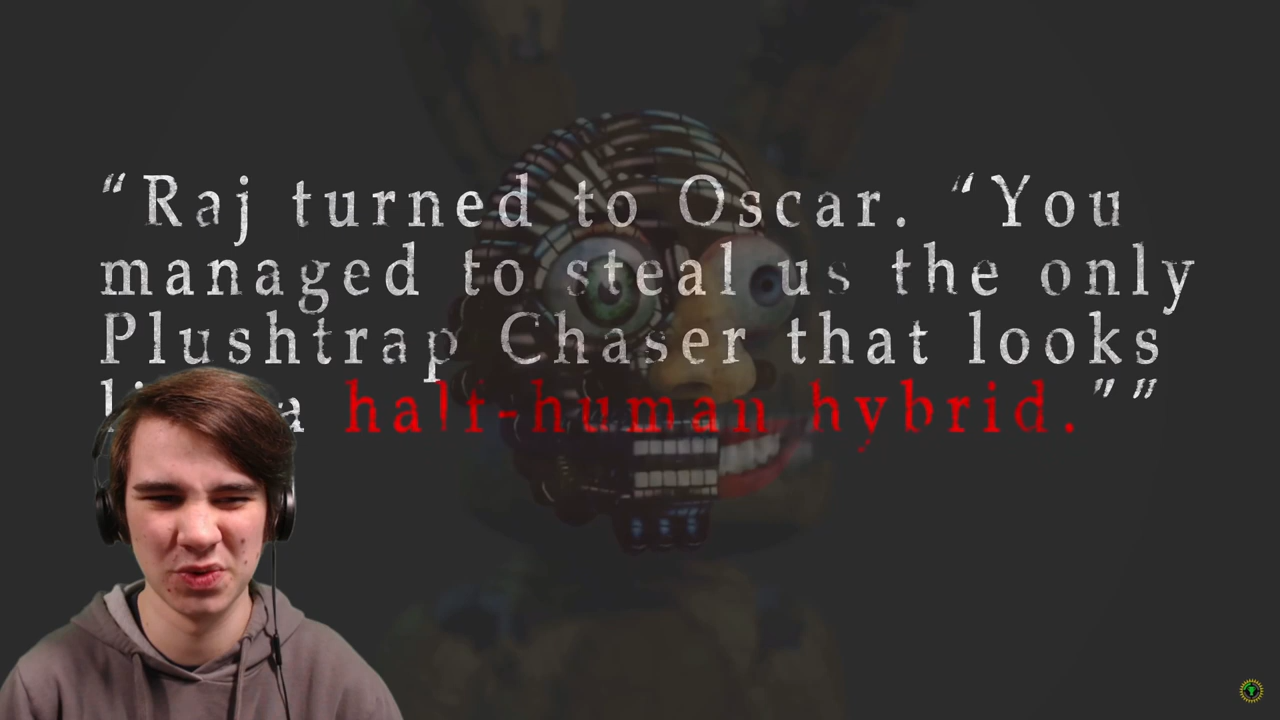 “Raj turned to Oscar. “You
managed to steal us the only
Plushtrap Chaser that looks
a half-human hybrid.””